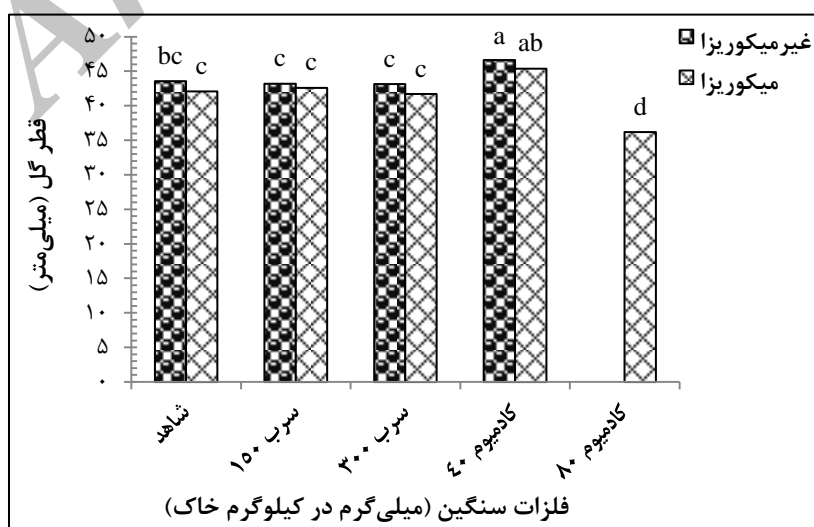 غیرمیکوریزا
میکوریزا
قطر گل (میلی‌متر)
۵۰
۴۵
۴۰
۳۵
۳۰
۲۵
۲۰
۱۵
۱۰
۵
۰
bc c c c c c a ab d
شاهد
سرب ۱۵۰
سرب ۳۰۰
کادمیوم ۴۰
کادمیوم ۸۰
فلزات سنگین (میلی‌گرم در کیلوگرم خاک)